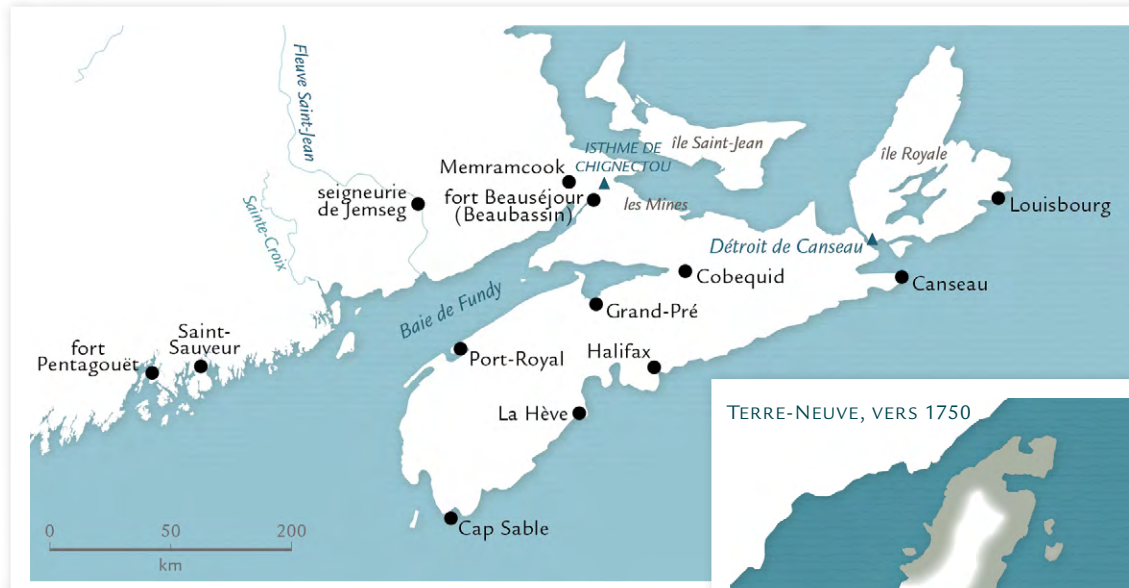 Fleuve Saint-Jean
Sainte-Croix
seigneurie
de Jemseg
Memramcook
ISTHME DE
CHIGNECTOU
fort Beauséjour
(Beaubassin)
les Mines
île Saint-Jean
île Royale
Louisbourg
Détroit de Canseau
Canseau
Cobequid
Baie de Fundy
Grand-Pré
Saint-
Sauveur
fort
Pentagouët
Port-Royal
Halifax
La Hève
Cap Sable
0 50 200
km
TERRE-NEUVE, VERS 1750